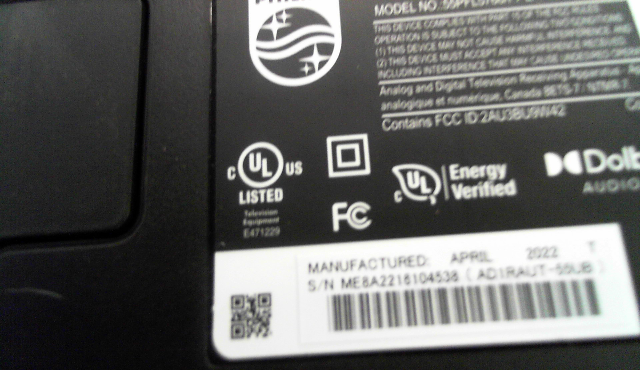 MODEL NO.
THIS DEVICE COMPLIES WITH PART 15 OF THE FCC RULES.
OPERATION IS SUBJECT TO THE FOLLOWING TWO CONDITIONS
(1) THIS DEVICE MAY NOT CAUSE HARMFUL INTERFERENCE
(2) THIS DEVICE MUST ACCEPT ANY INTERFERENCE RECEIVED
INCLUDING INTERFERENCE THAT MAY CAUSE UNDESIRED
Analog and Digital Television Receiving Apparatus
analogique et numérique, Canada BETS-7
Contains FCC ID:2AU3BU9W42
C UL US
LISTED
Television
Equipment
E471229
FC
UL
Energy
Verified
Dolb
AUDIO
MANUFACTURED: APRIL 2022 T
S/N ME8A2216104538 ( AD1RAUT-55UB )